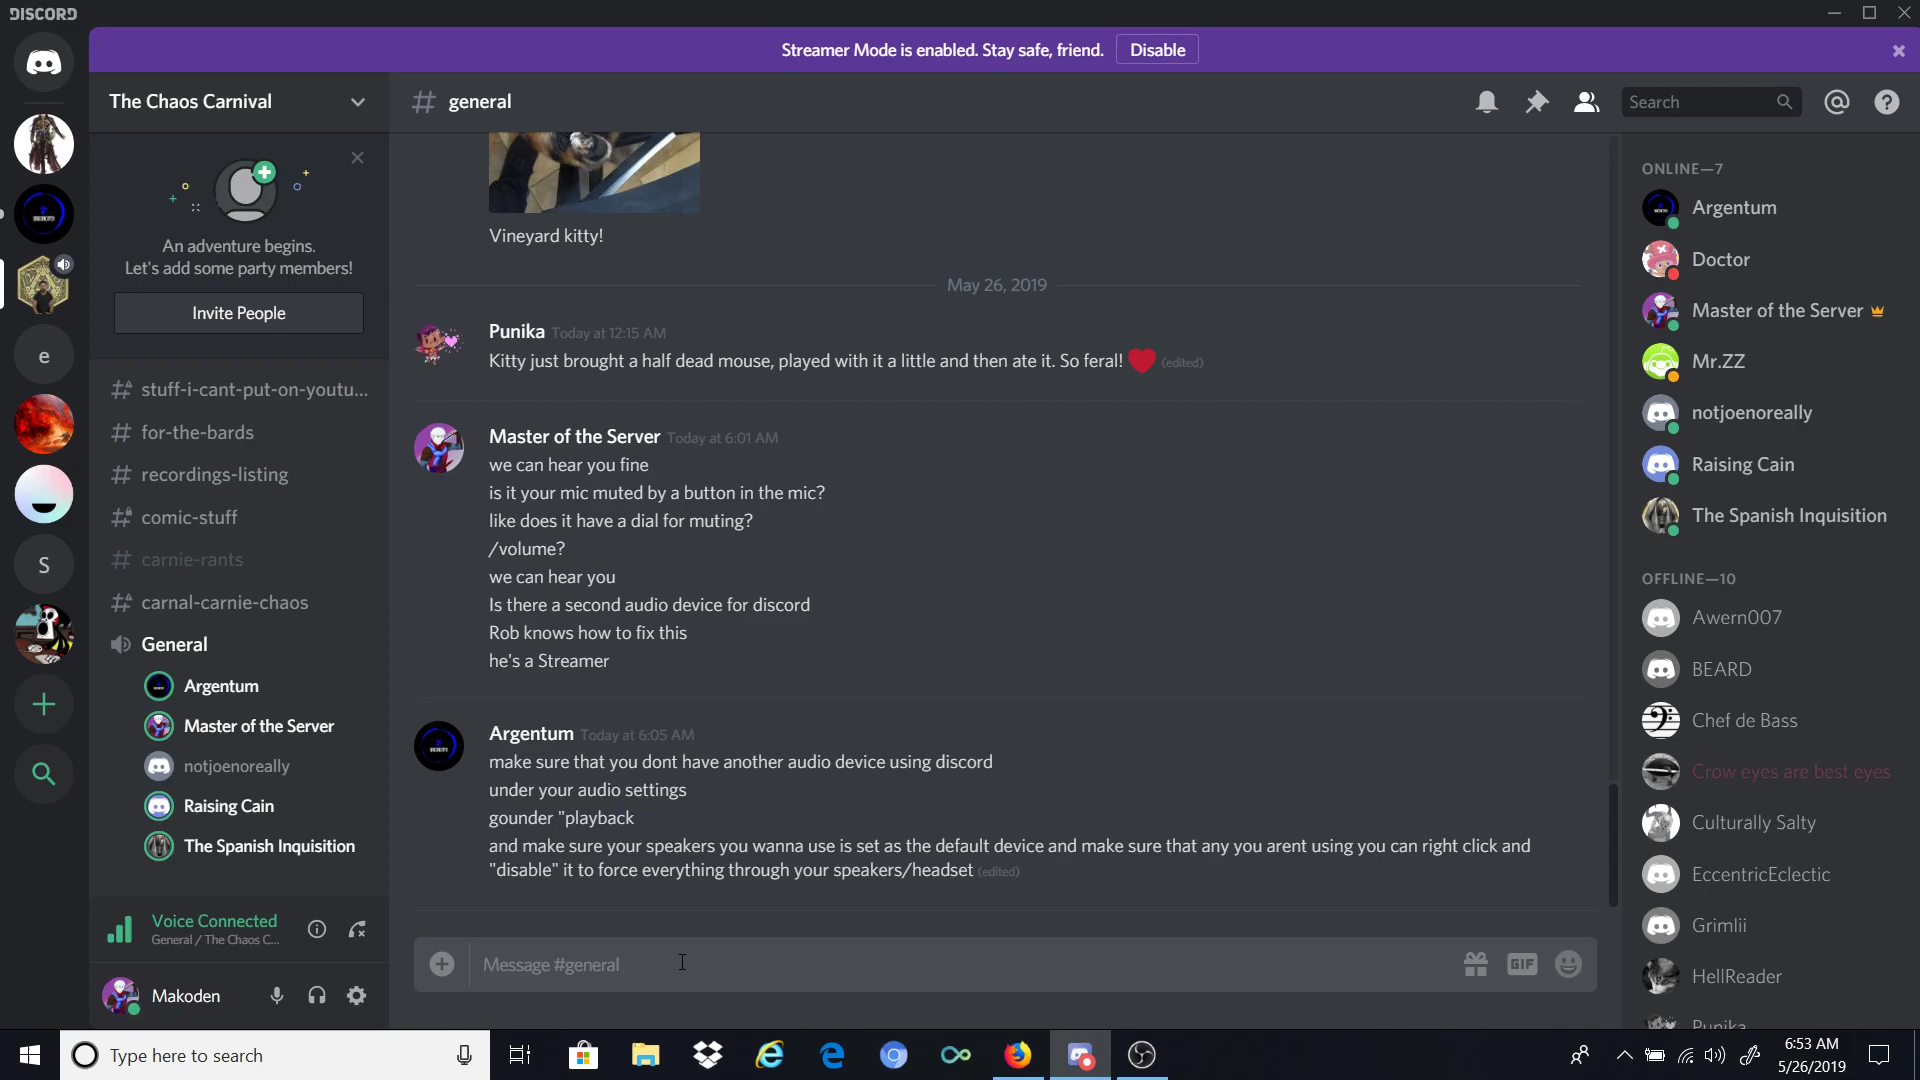 DISCORD
Streamer Mode is enabled. Stay safe, friend.
Disable
The Chaos Carnival
general
Search
An adventure begins.
Let's add some party members!
Invite People
stuff-i-cant-put-on-youtu...
for-the-bards
recordings-listing
comic-stuff
carnie-rants
carnal-carnie-chaos
General
Argentum
Master of the Server
notjoenoreally
Raising Cain
The Spanish Inquisition
Voice Connected
General / The Chaos C...
Makoden
e
S
Vineyard kitty!
May 26, 2019
Punika Today at 12:15 AM
Kitty just brought a half dead mouse, played with it a little and then ate it. So feral! ❤ (edited)
Master of the Server Today at 6:01 AM
we can hear you fine
is it your mic muted by a button in the mic?
like does it have a dial for muting?
/volume?
we can hear you
Is there a second audio device for discord
Rob knows how to fix this
he's a Streamer
Argentum Today at 6:05 AM
make sure that you dont have another audio device using discord
under your audio settings
gounder "playback
and make sure your speakers you wanna use is set as the default device and make sure that any you arent using you can right click and
"disable" it to force everything through your speakers/headset (edited)
Message #general
GIF
ONLINE—7
Argentum
Doctor
Master of the Server
Mr.ZZ
notjoenoreally
Raising Cain
The Spanish Inquisition
OFFLINE—10
Awern007
BEARD
Chef de Bass
Crow eyes are best eyes
Culturally Salty
EccentricEclectic
Grimlii
HellReader
Punika
Type here to search
6:53 AM
5/26/2019